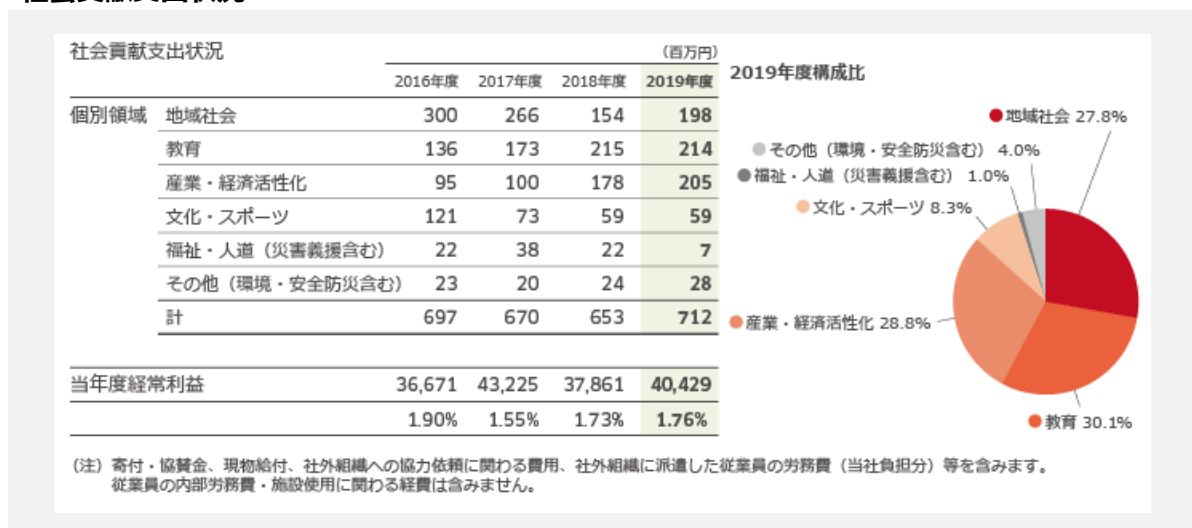 社会貢献支出状況
（百万円）
2016年度 2017年度 2018年度 2019年度
個別領域 地域社会 300 266 154 198
教育 136 173 215 214
産業・経済活性化 95 100 178 205
文化・スポーツ 121 73 59 59
福祉・人道（災害義援含む） 22 38 22 7
その他（環境・安全防災含む） 23 20 24 28
計 697 670 653 712
当年度経常利益 36,671 43,225 37,861 40,429
1.90% 1.55% 1.73% 1.76%
2019年度構成比
地域社会 27.8%
その他（環境・安全防災含む） 4.0%
福祉・人道（災害義援含む） 1.0%
文化・スポーツ 8.3%
産業・経済活性化 28.8%
教育 30.1%
（注）寄付・協賛金、現物給付、社外組織への協力依頼に関わる費用、社外組織に派遣した従業員の労務費（当社負担分）等を含みます。
従業員の内部労務費・施設使用に関わる経費は含みません。